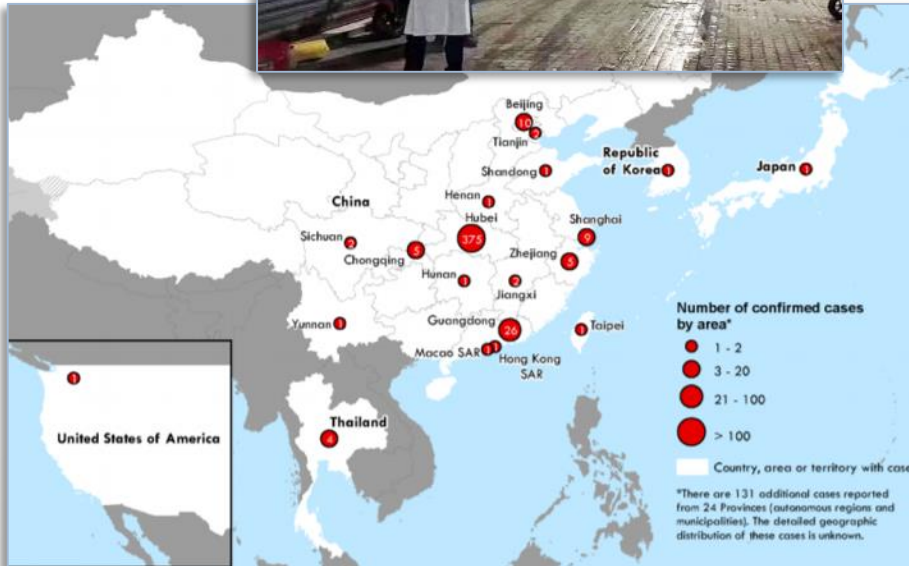 Beijing
10
2
Tianjin
Republic
of Korea
1
Japan
1
Shandong
1
Henan
1
China
Hubei
375
Shanghai
9
Sichuan
2
Chongqing
5
Zhejiang
5
Hunan
1
2
Jiangxi
Yunnan
1
Guangdong
26
1
Taipei
Macao SAR
1
1
Hong Kong
SAR
Thailand
4
1
United States of America
Number of confirmed cases
by area*
1 - 2
3 - 20
21 - 100
> 100
Country, area or territory with case
*There are 131 additional cases reported
from 24 Provinces (autonomous regions and
municipalities). The detailed geographic
distribution of these cases is unknown.